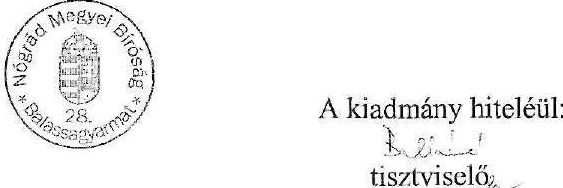 Nógrád Megyei Bíróság
28.
* Balassagyarmat *
A kiadmány hiteléül:
tisztviselő